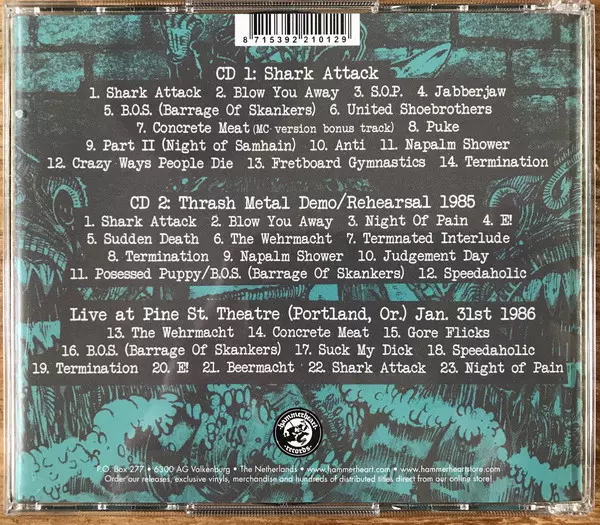 8 715392 210129
CD 1: Shark Attack
1. Shark Attack 2. Blow You Away 3. S.O.P. 4. Jabberjaw
5. B.O.S. (Barrage Of Skankers) 6. United Shoebrothers
7. Concrete Meat (MC version bonus track) 8. Puke
9. Part II (Night of Samhain) 10. Anti 11. Napalm Shower
12. Crazy Ways People Die 13. Fretboard Gymnastics 14. Termination
CD 2: Thrash Metal Demo/Rehearsal 1985
1. Shark Attack 2. Blow You Away 3. Night Of Pain 4. E!
5. Sudden Death 6. The Wehrmacht 7. Termnated Interlude
8. Termination 9. Napalm Shower 10. Judgement Day
11. Posessed Puppy/B.O.S. (Barrage Of Skankers) 12. Speedaholic
Live at Pine St. Theatre (Portland, Or.) Jan. 31st 1986
13. The Wehrmacht 14. Concrete Meat 15. Gore Flicks
16. B.O.S. (Barrage Of Skankers) 17. Suck My Dick 18. Speedaholic
19. Termination 20. E! 21. Beermacht 22. Shark Attack 23. Night of Pain
hammerheart
records
P.O. Box 277 • 6300 AG Valkenburg • The Netherlands • www.hammerheart.com • www.hammerheartstore.com
Order our releases, exclusive vinyls, merchandise and hundreds of distributed titles direct from our online store!